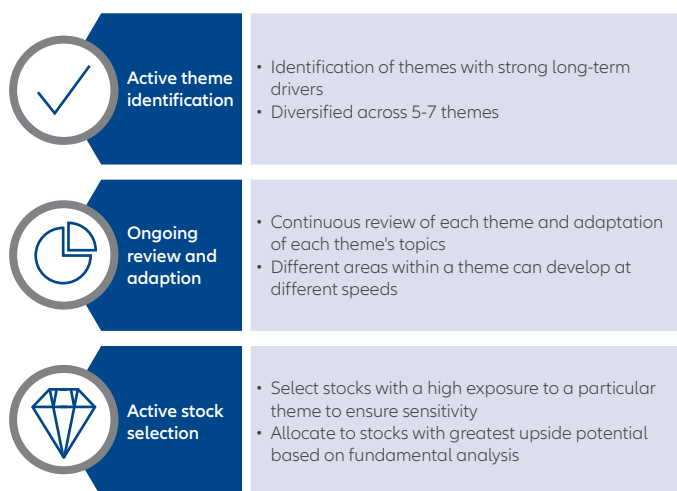 Active theme
identification
• Identification of themes with strong long-term
drivers
• Diversified across 5-7 themes
Ongoing
review and
adaption
• Continuous review of each theme and adaptation
of each theme's topics
• Different areas within a theme can develop at
different speeds
Active stock
selection
• Select stocks with a high exposure to a particular
theme to ensure sensitivity
• Allocate to stocks with greatest upside potential
based on fundamental analysis